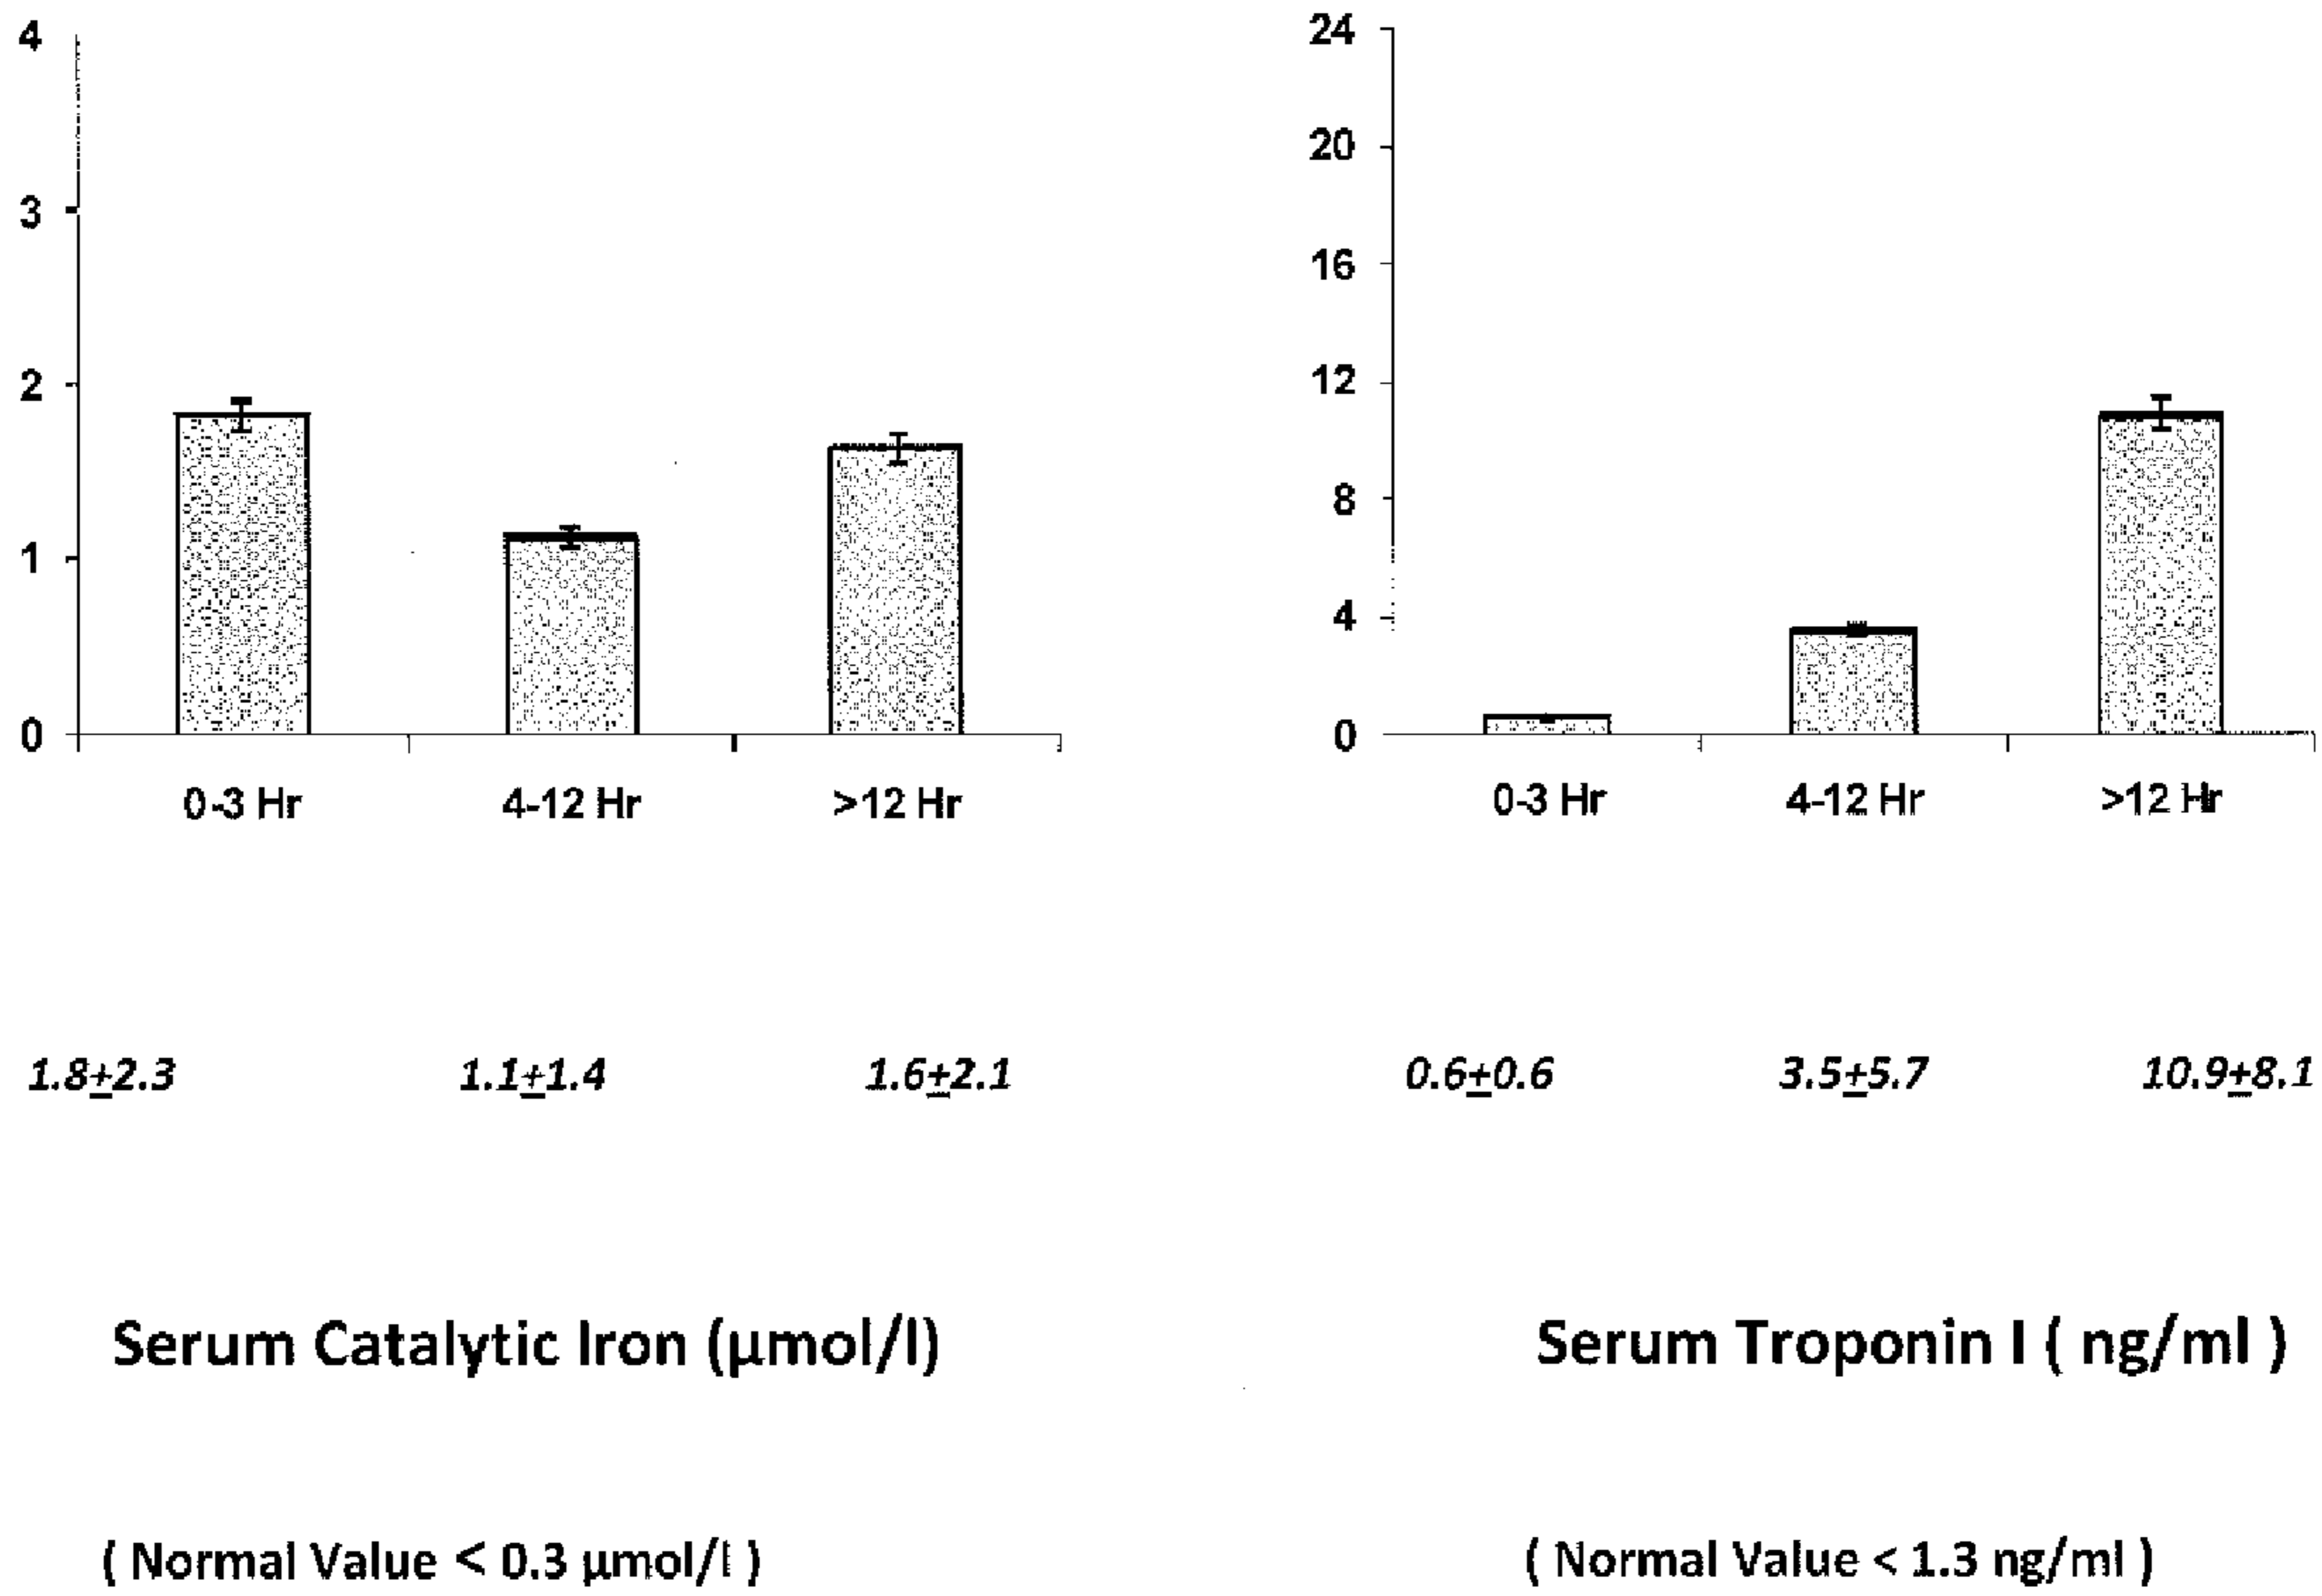 4
3
2
1
0
0-3 Hr 4-12 Hr >12 Hr
1.8±2.3 1.1±1.4 1.6±2.1
Serum Catalytic Iron (µmol/l)
( Normal Value < 0.3 µmol/l )
24
20
16
12
8
4
0
0-3 Hr 4-12 Hr >12 Hr
0.6±0.6 3.5±5.7 10.9±8.1
Serum Troponin I ( ng/ml )
( Normal Value < 1.3 ng/ml )